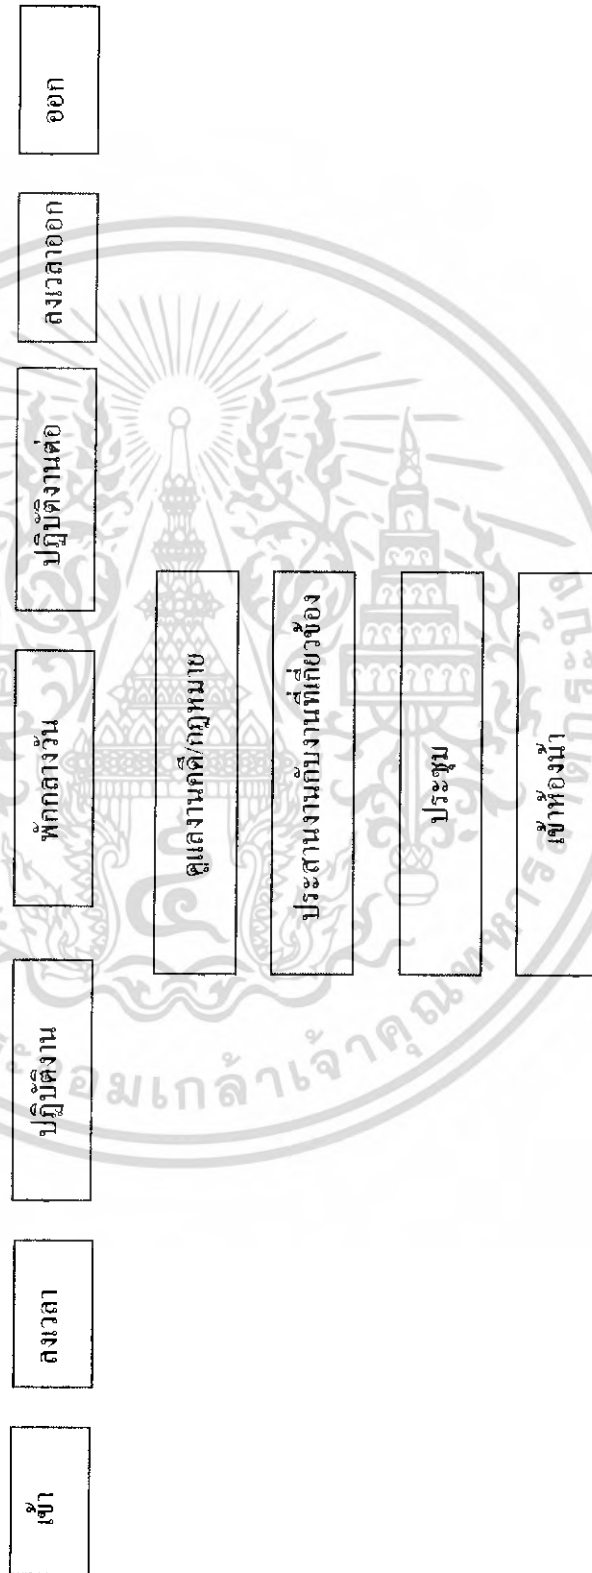 เข้า
ลงเวลา
ปฏิบัติงาน
พักกลางวัน
ปฏิบัติงานต่อ
ลงเวลาออก
ออก
ดูแลงานคดี/กฎหมาย
ประสานงานกับงานที่เกี่ยวข้อง
ประชุม
เข้าห้องน้ำ